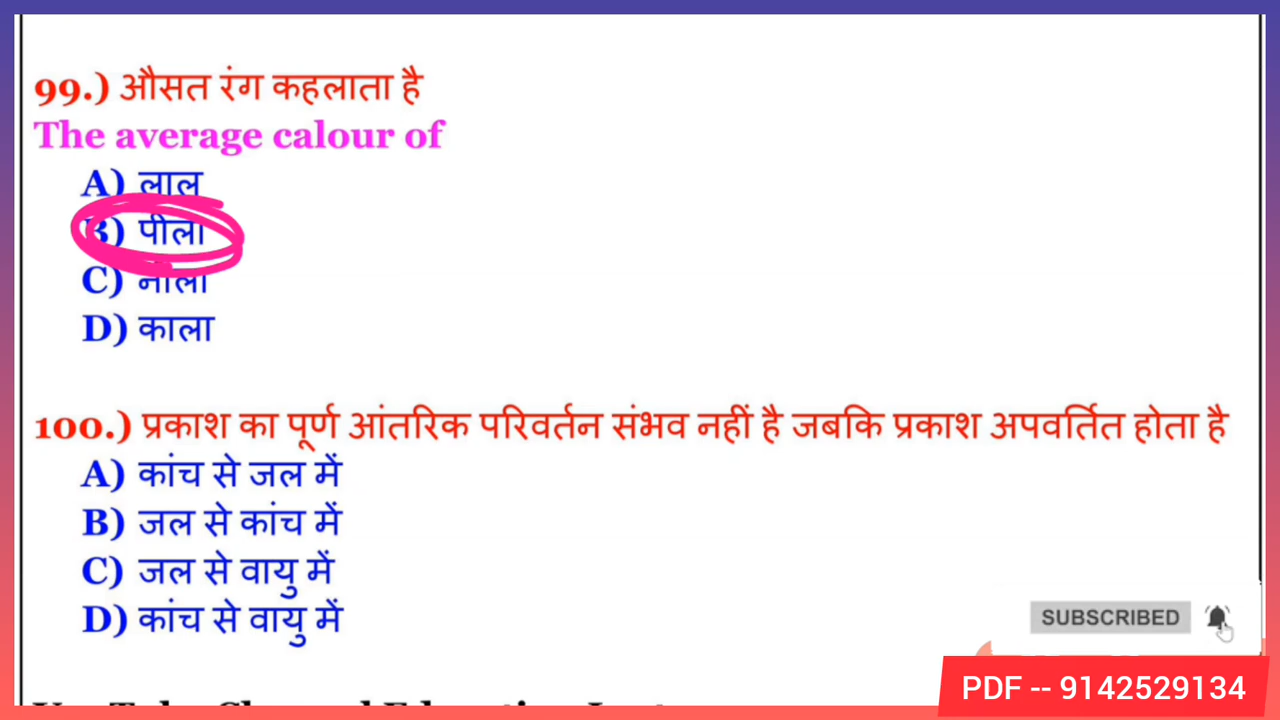 99.) औसत रंग कहलाता है
The average calour of
A) लाल
B) पीला
C) नीला
D) काला
100.) प्रकाश का पूर्ण आंतरिक परिवर्तन संभव नहीं है जबकि प्रकाश अपवर्तित होता है
A) कांच से जल में
B) जल से कांच में
C) जल से वायु में
D) कांच से वायु में
SUBSCRIBED
PDF -- 9142529134